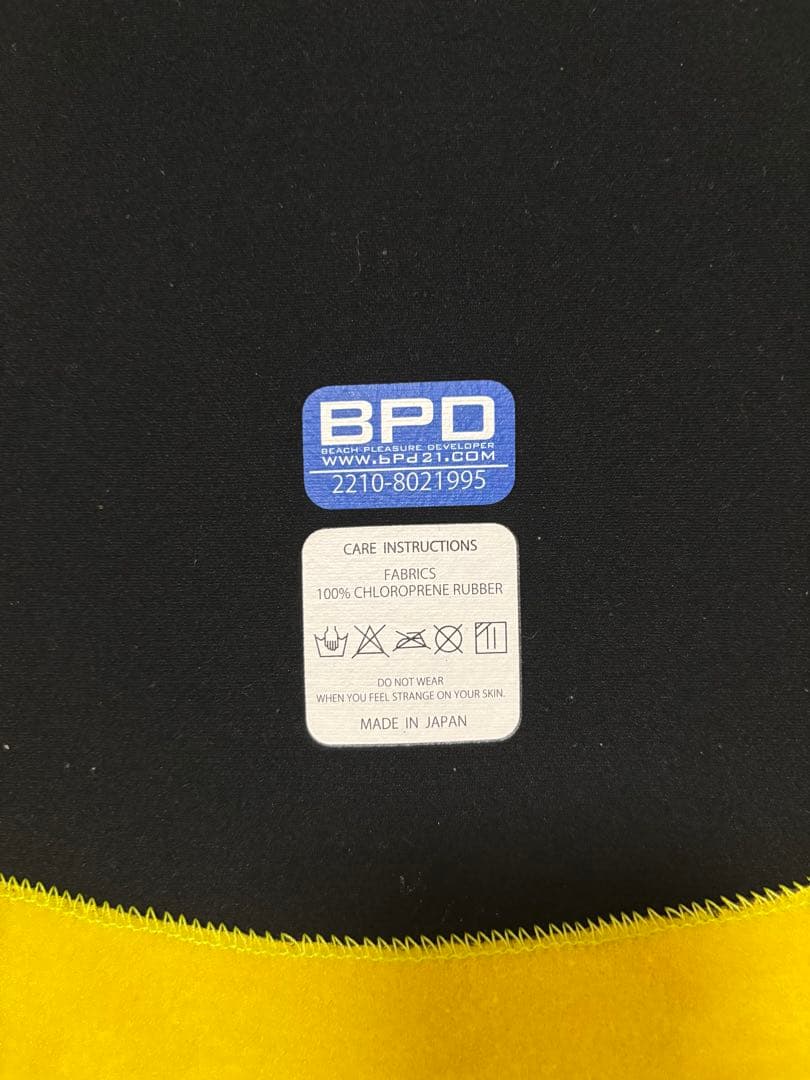 BPD
BEACH PLEASURE DEVELOPER
WWW.bPd21.COM
2210-8021995
CARE INSTRUCTIONS
FABRICS
100% CHLOROPRENE RUBBER
DO NOT WEAR
WHEN YOU FEEL STRANGE ON YOUR SKIN.
MADE IN JAPAN